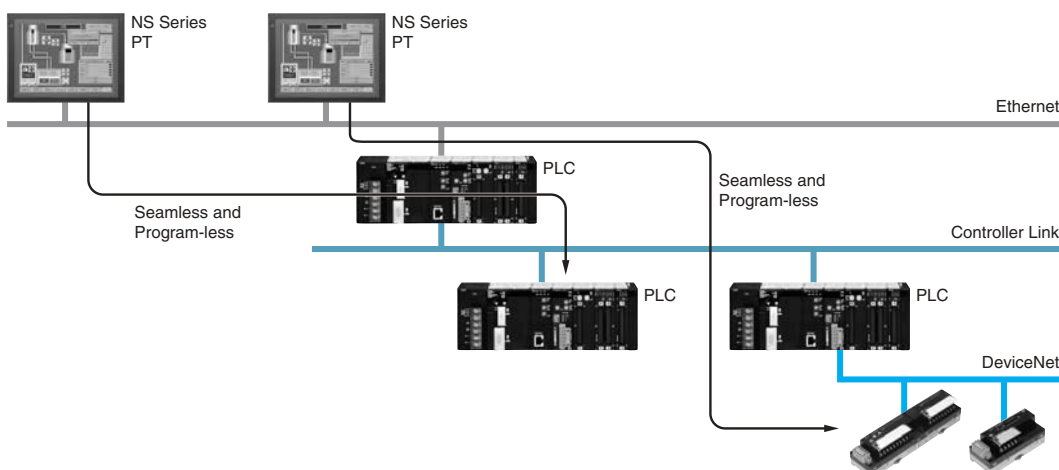 NS Series
PT
NS Series
PT
Ethernet
PLC
Seamless and
Program-less
Seamless and
Program-less
Controller Link
PLC
PLC
DeviceNet